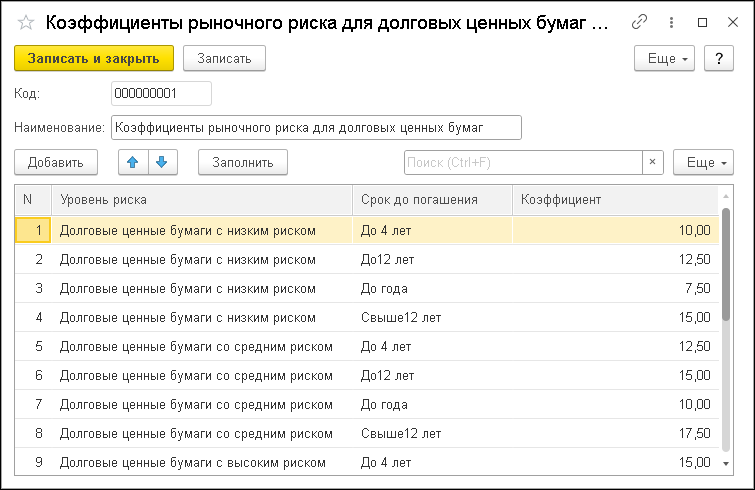 Коэффициенты рыночного риска для долговых ценных бумаг ...
Записать и закрыть Записать Еще ?
Код: 000000001
Наименование: Коэффициенты рыночного риска для долговых ценных бумаг
Добавить Заполнить Поиск (Ctrl+F) × Еще
N Уровень риска Срок до погашения Коэффициент
1 Долговые ценные бумаги с низким риском До 4 лет 10,00
2 Долговые ценные бумаги с низким риском До12 лет 12,50
3 Долговые ценные бумаги с низким риском До года 7,50
4 Долговые ценные бумаги с низким риском Свыше12 лет 15,00
5 Долговые ценные бумаги со средним риском До 4 лет 12,50
6 Долговые ценные бумаги со средним риском До12 лет 15,00
7 Долговые ценные бумаги со средним риском До года 10,00
8 Долговые ценные бумаги со средним риском Свыше12 лет 17,50
9 Долговые ценные бумаги с высоким риском До 4 лет 15,00